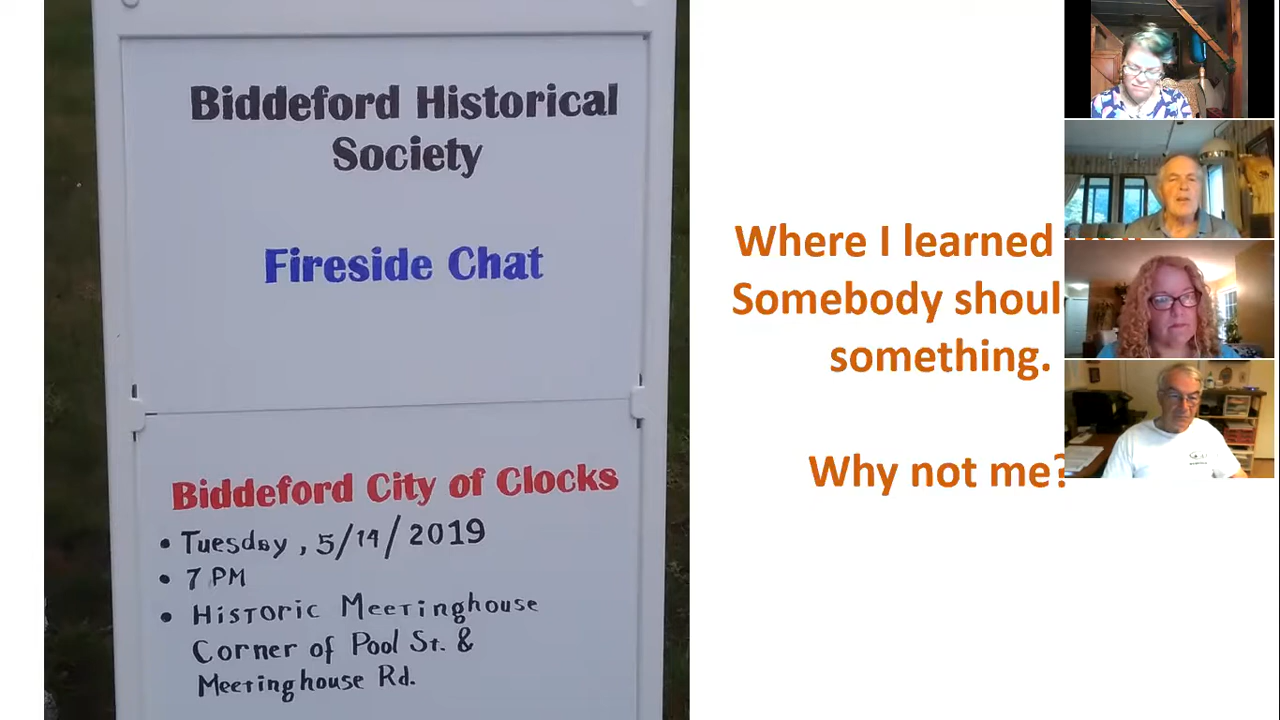 Biddeford Historical
Society
Fireside Chat
Biddeford City of Clocks
• Tuesday, 5/14/2019
• 7 PM
• Historic Meetinghouse
Corner of Pool St. &
Meetinghouse Rd.
Where I learned
Somebody shoul
something.
Why not me?